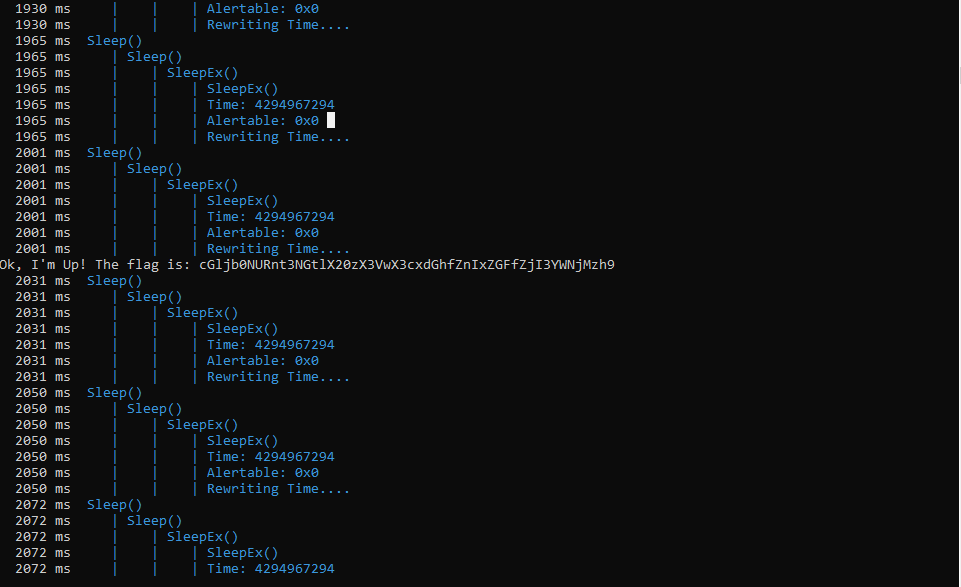 1930 ms     |    |    | Alertable: 0x0
1930 ms     |    |    | Rewriting Time....
1965 ms  Sleep()
1965 ms     | Sleep()
1965 ms     |    | SleepEx()
1965 ms     |    |    | SleepEx()
1965 ms     |    |    | Time: 4294967294
1965 ms     |    |    | Alertable: 0x0
1965 ms     |    |    | Rewriting Time....
2001 ms  Sleep()
2001 ms     | Sleep()
2001 ms     |    | SleepEx()
2001 ms     |    |    | SleepEx()
2001 ms     |    |    | Time: 4294967294
2001 ms     |    |    | Alertable: 0x0
2001 ms     |    |    | Rewriting Time....
Ok, I'm Up! The flag is: cGljb0NURnt3NGtlX20zX3VwX3cxdGhfZnIxZGFfZjI3YWNjMzh9
2031 ms  Sleep()
2031 ms     | Sleep()
2031 ms     |    | SleepEx()
2031 ms     |    |    | SleepEx()
2031 ms     |    |    | Time: 4294967294
2031 ms     |    |    | Alertable: 0x0
2031 ms     |    |    | Rewriting Time....
2050 ms  Sleep()
2050 ms     | Sleep()
2050 ms     |    | SleepEx()
2050 ms     |    |    | SleepEx()
2050 ms     |    |    | Time: 4294967294
2050 ms     |    |    | Alertable: 0x0
2050 ms     |    |    | Rewriting Time....
2072 ms  Sleep()
2072 ms     | Sleep()
2072 ms     |    | SleepEx()
2072 ms     |    |    | SleepEx()
2072 ms     |    |    | Time: 4294967294